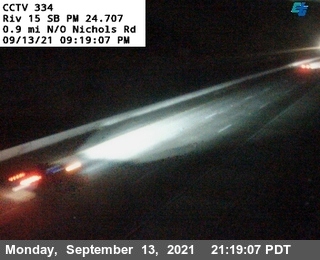 CCTV 334
Riv 15 SB PM 24.707
0.9 mi N/O Nichols Rd
09/13/21 09:19:07 PM
Monday, September 13, 2021 21:19:07 PDT